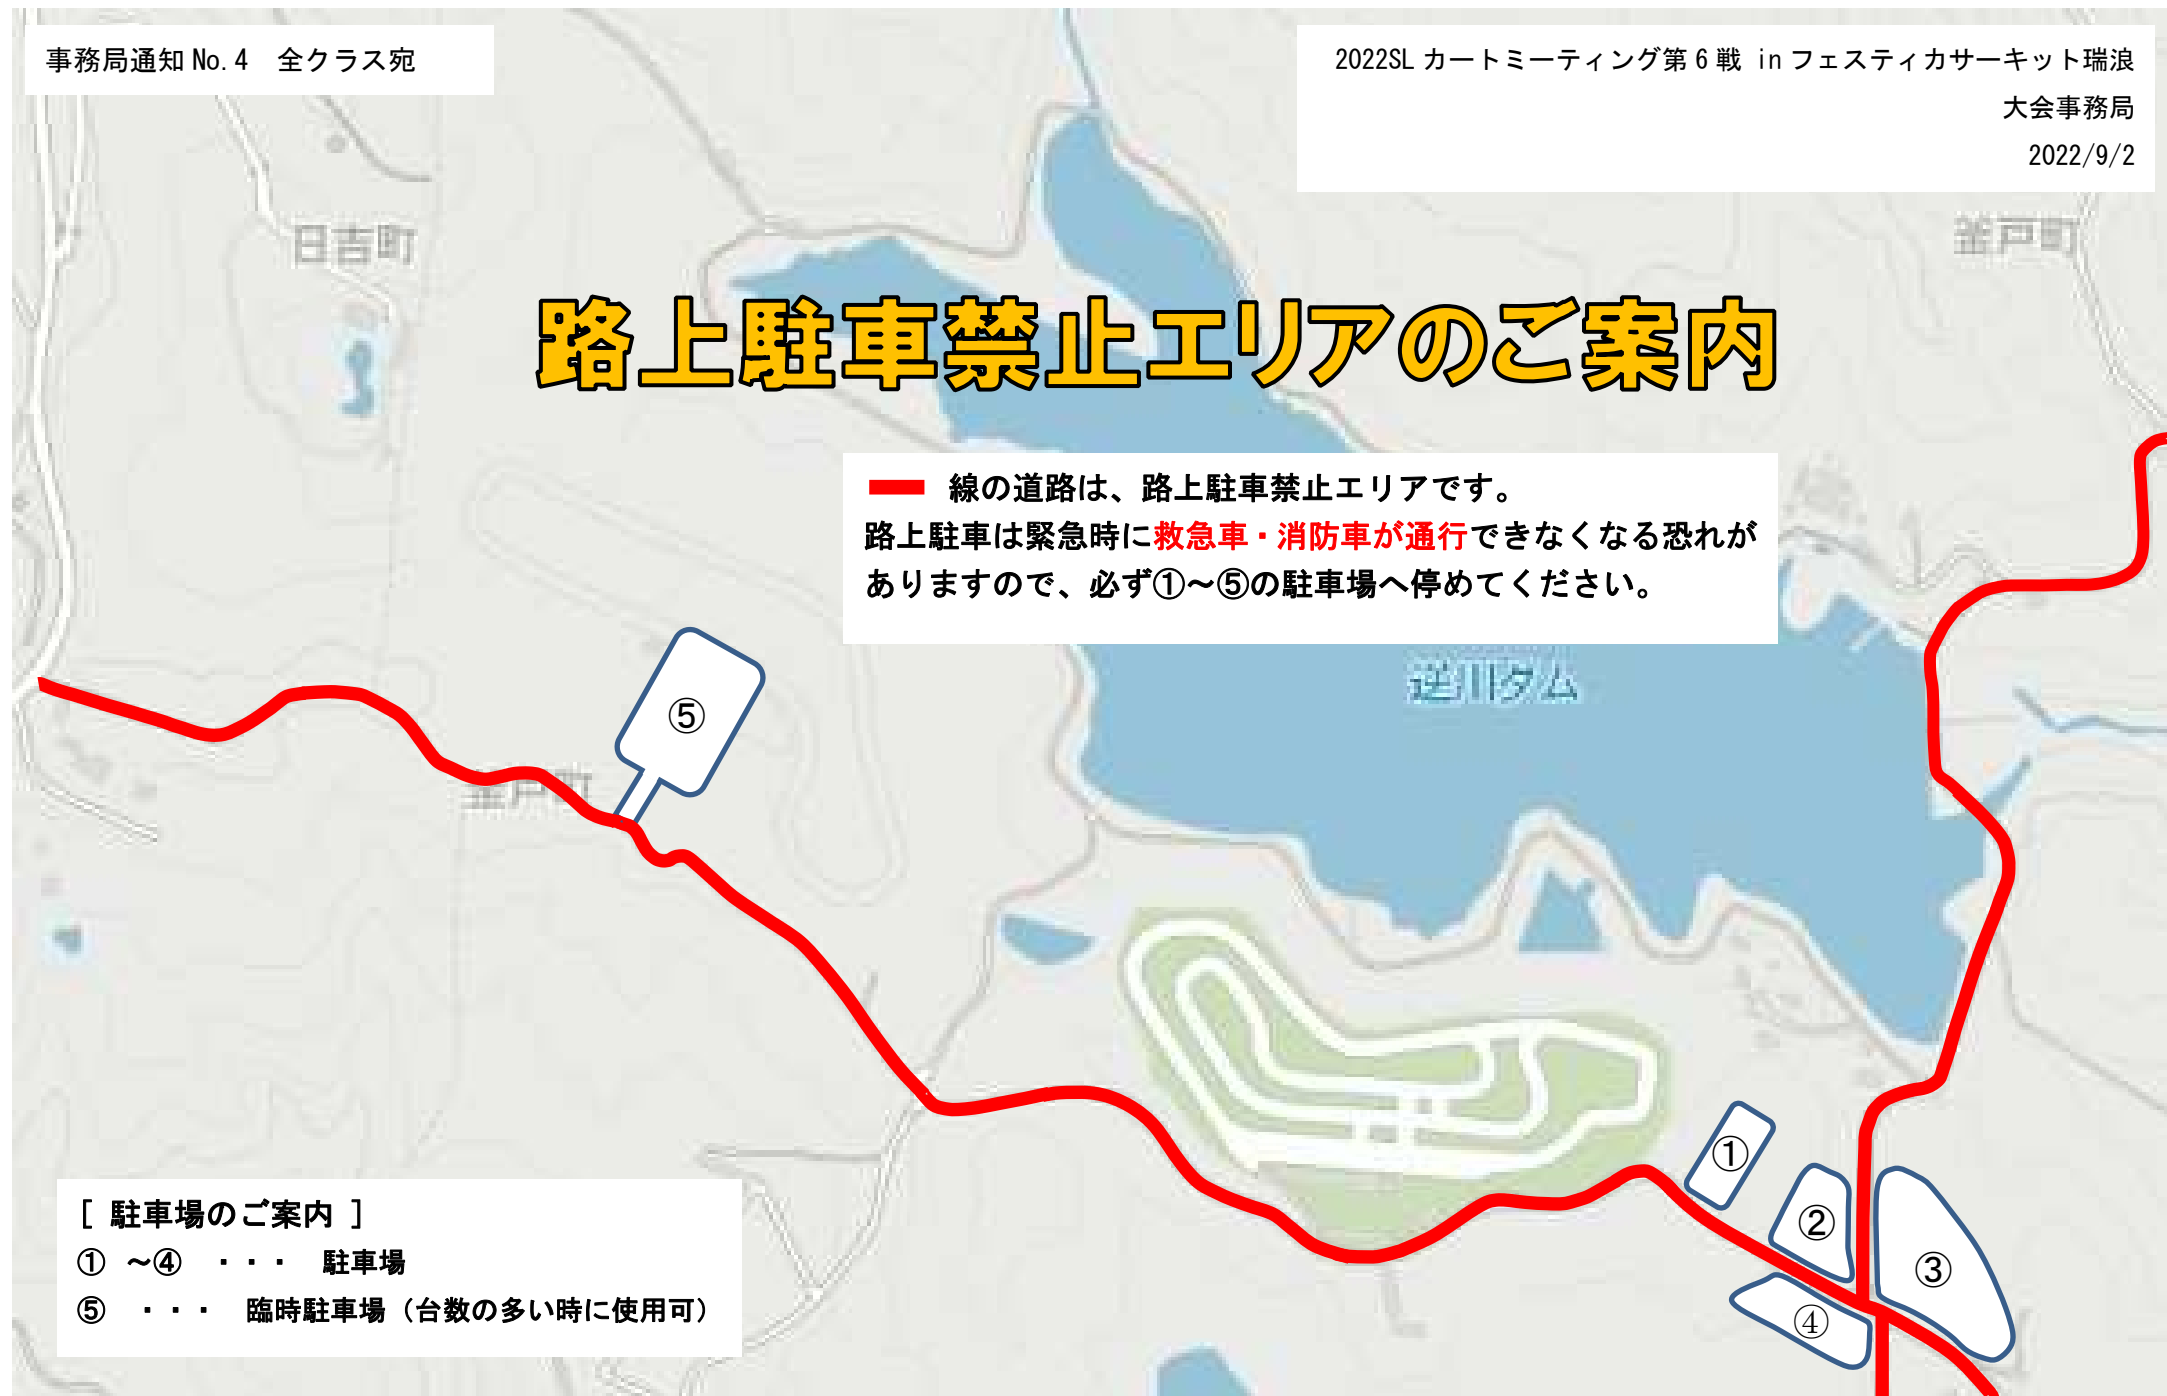 事務局通知 No.4　全クラス宛
2022SL カートミーティング第 6 戦 in フェスティカサーキット瑞浪
大会事務局
2022/9/2
日吉町
釜戸町
路上駐車禁止エリアのご案内
線の道路は、路上駐車禁止エリアです。
路上駐車は緊急時に救急車・消防車が通行できなくなる恐れが
ありますので、必ず①～⑤の駐車場へ停めてください。
逆川ダム
⑤
釜戸町
①
②
③
④
[ 駐車場のご案内 ]
① ～④ ・・・ 駐車場
⑤ ・・・ 臨時駐車場（台数の多い時に使用可）